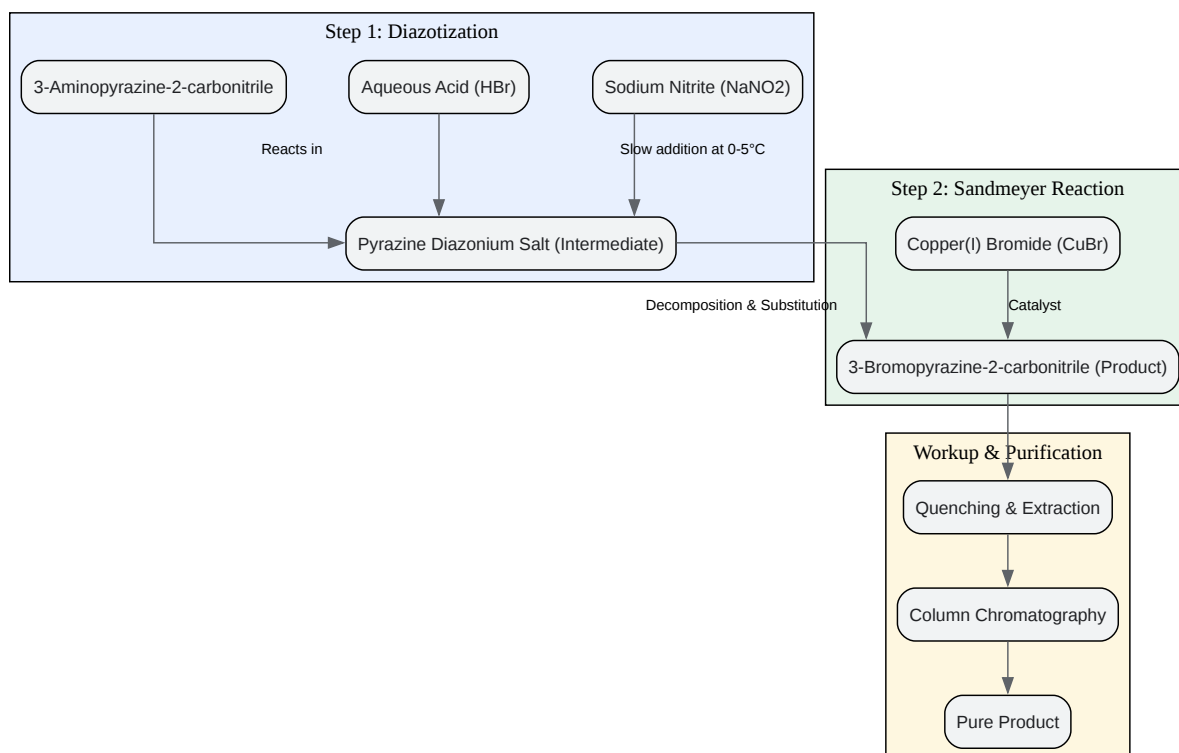 Step 1: Diazotization
3-Aminopyrazine-2-carbonitrile
Aqueous Acid (HBr)
Sodium Nitrite (NaNO2)
Reacts in
Slow addition at 0-5°C
Pyrazine Diazonium Salt (Intermediate)
Step 2: Sandmeyer Reaction
Copper(I) Bromide (CuBr)
Decomposition & Substitution
Catalyst
3-Bromopyrazine-2-carbonitrile (Product)
Workup & Purification
Quenching & Extraction
Column Chromatography
Pure Product